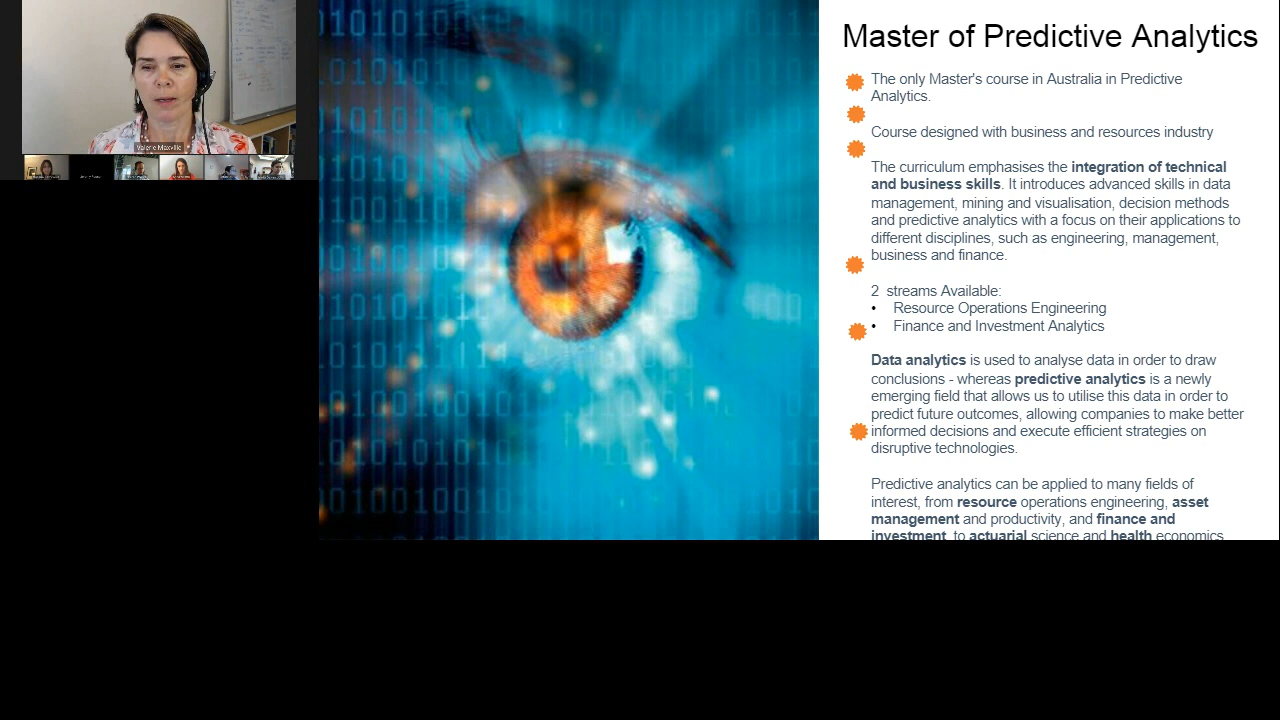 Valerie Maxville
Master of Predictive Analytics
The only Master's course in Australia in Predictive
Analytics.
Course designed with business and resources industry
The curriculum emphasises the integration of technical
and business skills. It introduces advanced skills in data
management, mining and visualisation, decision methods
and predictive analytics with a focus on their applications to
different disciplines, such as engineering, management,
business and finance.
2 streams Available:
• Resource Operations Engineering
• Finance and Investment Analytics
Data analytics is used to analyse data in order to draw
conclusions - whereas predictive analytics is a newly
emerging field that allows us to utilise this data in order to
predict future outcomes, allowing companies to make better
informed decisions and execute efficient strategies on
disruptive technologies.
Predictive analytics can be applied to many fields of
interest, from resource operations engineering, asset
management and productivity, and finance and
investment, to actuarial science and health economics